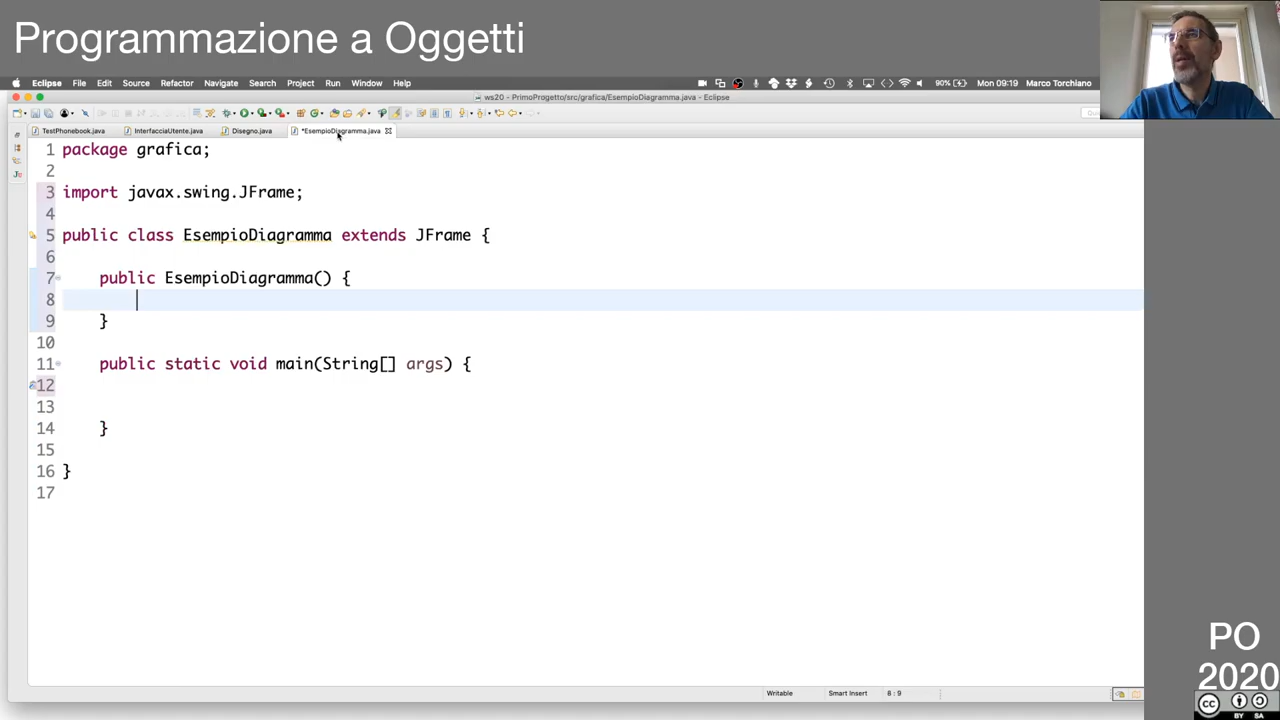 Programmazione a Oggetti
Eclipse File Edit Source Refactor Navigate Search Project Run Window Help 90% Mon 09:19 Marco Torchiano
ws20 - PrimoProgetto/src/grafica/EsempioDiagramma.java - Eclipse
TestPhonebook.java InterfacciaUtente.java Disegno.java *EsempioDiagramma.java
1 package grafica;
2
3 import javax.swing.JFrame;
4
5 public class EsempioDiagramma extends JFrame {
6
7 public EsempioDiagramma() {
8
9 }
10
11 public static void main(String[] args) {
12
13
14 }
15
16 }
17
Writable Smart Insert 8 : 9
PO
2020
CC
BY SA